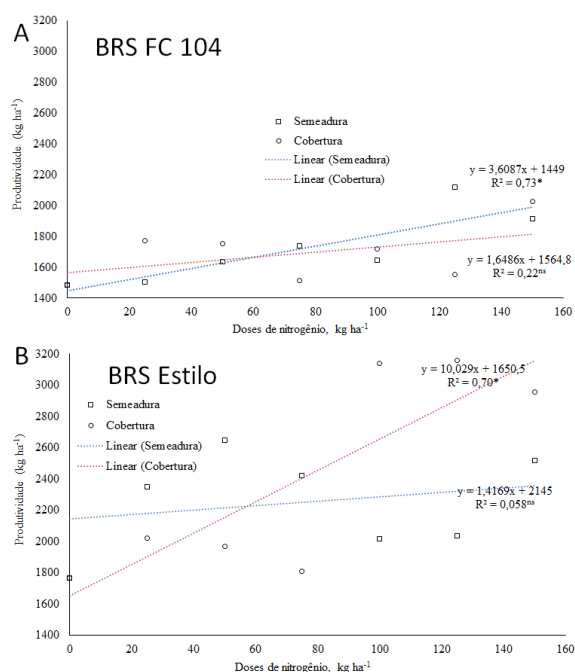 A
BRS FC 104
3200
3000
2800
2600
2400
2200
2000
1800
1600
1400
Produtividade (kg ha-1)
Semeadura
Cobertura
Linear (Semeadura)
Linear (Cobertura)
y = 3,6087x + 1449
R² = 0,73*
y = 1,6486x + 1564,8
R² = 0,22ns
0 20 40 60 80 100 120 140 160
Doses de nitrogênio, kg ha-1
B
BRS Estilo
3200
3000
2800
2600
2400
2200
2000
1800
1600
1400
Produtividade (kg ha-1)
Semeadura
Cobertura
Linear (Semeadura)
Linear (Cobertura)
y = 10,029x + 1650,5
R² = 0,70*
y = 1,4169x + 2145
R² = 0,058ns
0 20 40 60 80 100 120 140 160
Doses de nitrogênio, kg ha-1